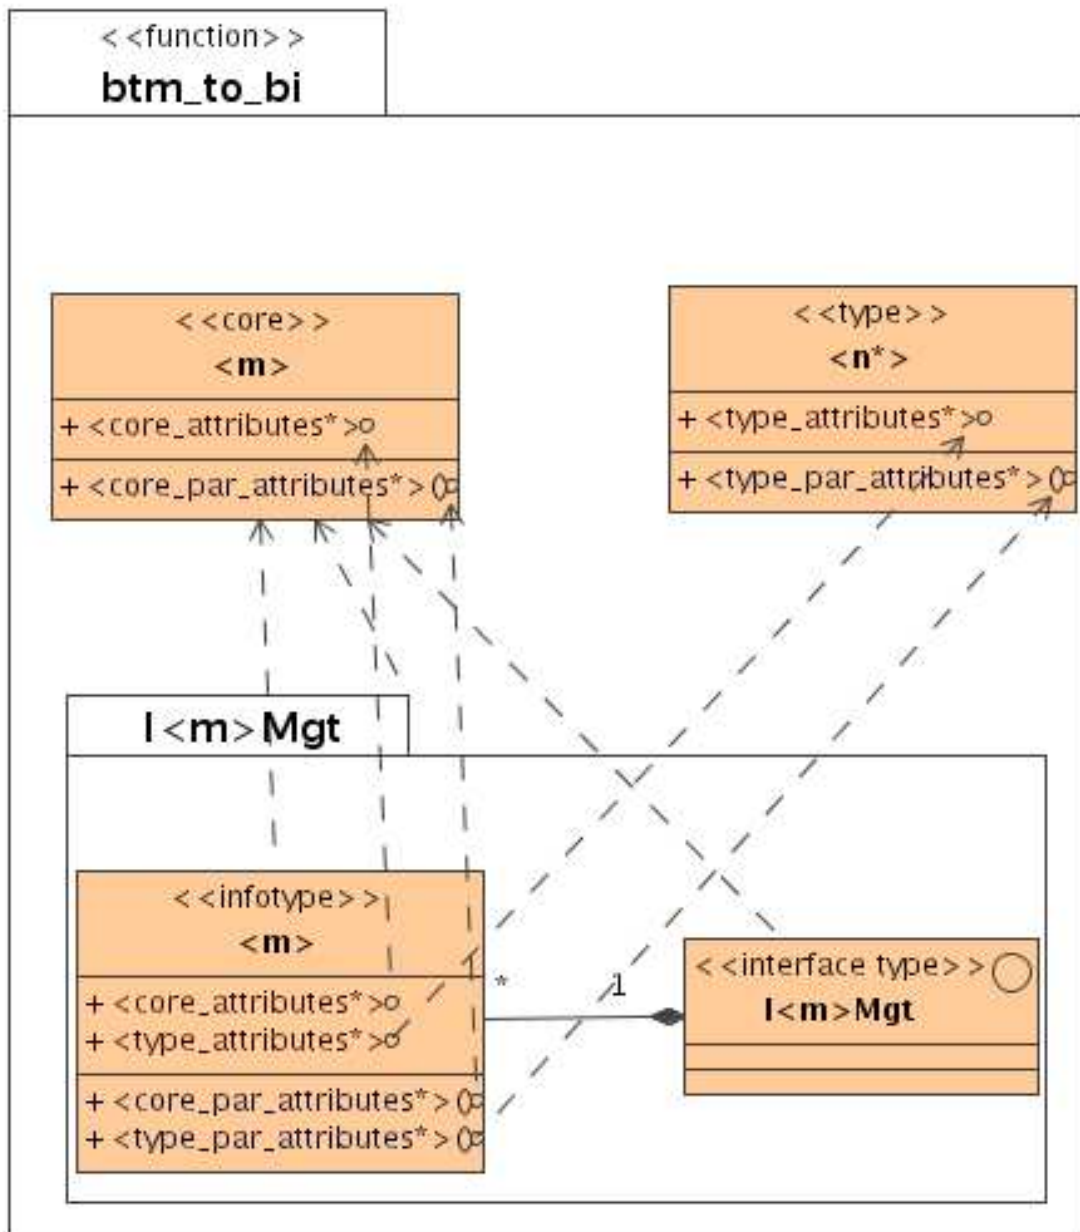 <<function>>
btm_to_bi
<<core>>
<m>
+ <core_attributes*>
+ <core_par_attributes*>()
<<type>>
<n*>
+ <type_attributes*>
+ <type_par_attributes*>()
I<m>Mgt
<<infotype>>
<m>
+ <core_attributes*>
+ <type_attributes*>
+ <core_par_attributes*>()
+ <type_par_attributes*>()
*
1
<<interface type>>
I<m>Mgt